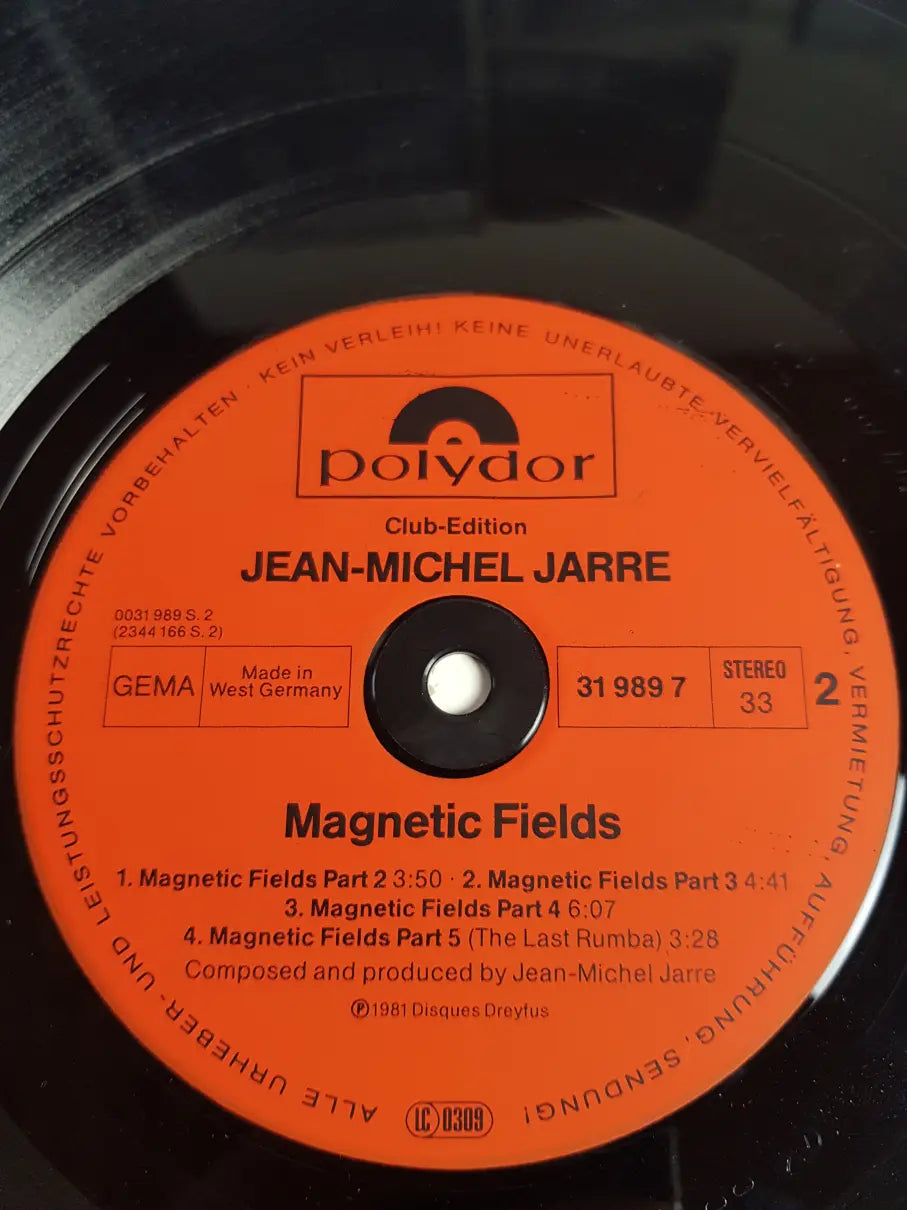 ALLE URHEBER- UND LEISTUNGSSCHUTZRECHTE VORBEHALTEN · KEIN VERLEIH! KEINE UNERLAUBTE VERVIELFÄLTIGUNG, VERMIETUNG, AUFFÜHRUNG, SENDUNG!
polydor
Club-Edition
JEAN-MICHEL JARRE
0031 989 S. 2
(2344 166 S. 2)
GEMA
Made in
West Germany
31 989 7
STEREO
33
2
Magnetic Fields
1. Magnetic Fields Part 2 3:50 · 2. Magnetic Fields Part 3 4:41
3. Magnetic Fields Part 4 6:07
4. Magnetic Fields Part 5 (The Last Rumba) 3:28
Composed and produced by Jean-Michel Jarre
Ⓟ1981 Disques Dreyfus
LC 0309